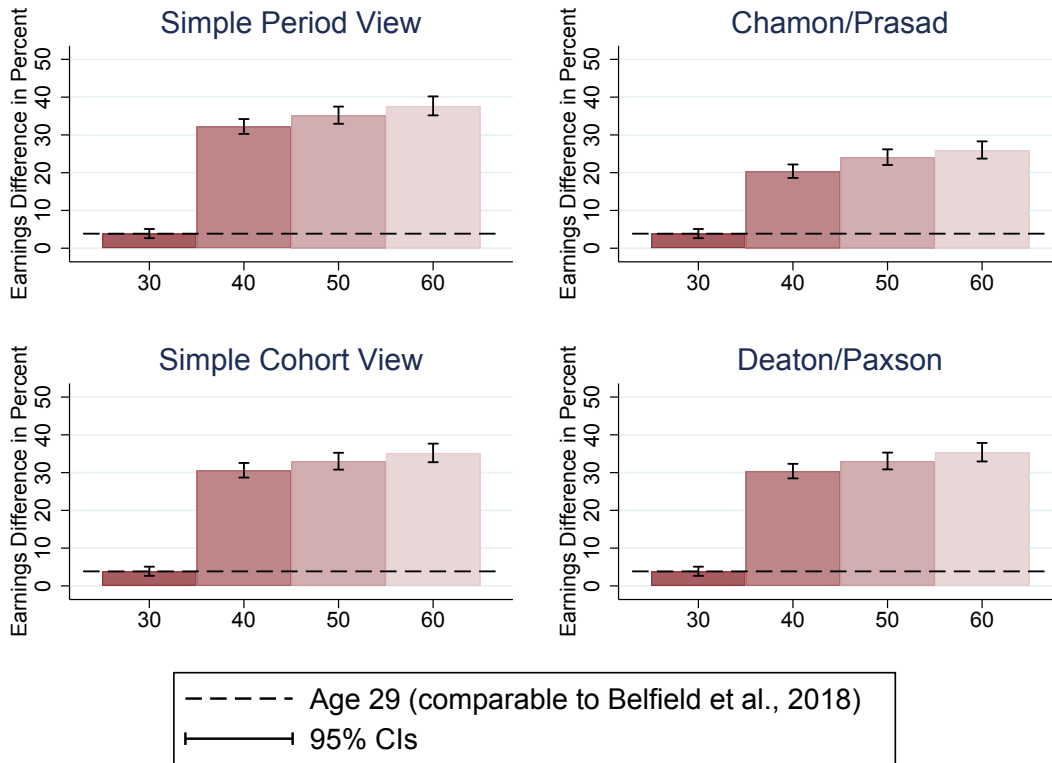 Simple Period View
Earnings Difference in Percent
0 10 20 30 40 50
30 40 50 60
Chamon/Prasad
Earnings Difference in Percent
0 10 20 30 40 50
30 40 50 60
Simple Cohort View
Earnings Difference in Percent
0 10 20 30 40 50
30 40 50 60
Deaton/Paxson
Earnings Difference in Percent
0 10 20 30 40 50
30 40 50 60
Age 29 (comparable to Belfield et al., 2018)
95% CIs